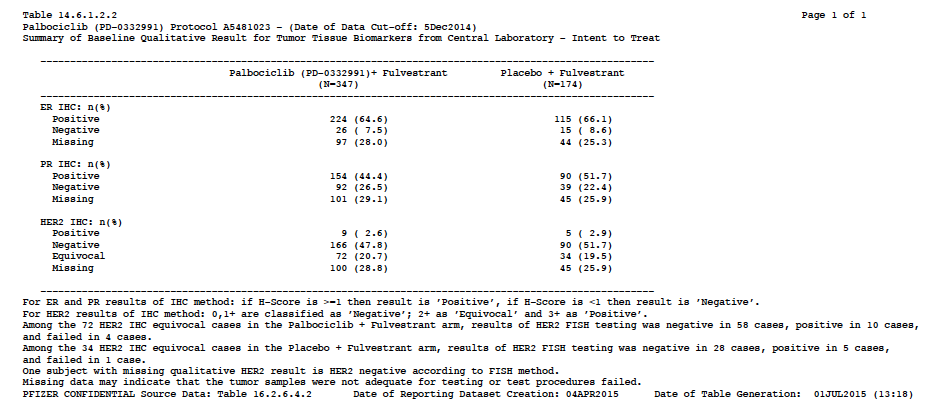 Table 14.6.1.2.2 Page 1 of 1
Palbociclib (PD-0332991) Protocol A5481023 - (Date of Data Cut-off: 5Dec2014)
Summary of Baseline Qualitative Result for Tumor Tissue Biomarkers from Central Laboratory - Intent to Treat
Palbociclib (PD-0332991)+ Fulvestrant Placebo + Fulvestrant
(N=347) (N=174)
ER IHC: n(%)
Positive 224 (64.6) 115 (66.1)
Negative 26 ( 7.5) 15 ( 8.6)
Missing 97 (28.0) 44 (25.3)
PR IHC: n(%)
Positive 154 (44.4) 90 (51.7)
Negative 92 (26.5) 39 (22.4)
Missing 101 (29.1) 45 (25.9)
HER2 IHC: n(%)
Positive 9 ( 2.6) 5 ( 2.9)
Negative 166 (47.8) 90 (51.7)
Equivocal 72 (20.7) 34 (19.5)
Missing 100 (28.8) 45 (25.9)
For ER and PR results of IHC method: if H-Score is >=1 then result is 'Positive', if H-Score is <1 then result is 'Negative'.
For HER2 results of IHC method: 0,1+ are classified as 'Negative'; 2+ as 'Equivocal' and 3+ as 'Positive'.
Among the 72 HER2 IHC equivocal cases in the Palbociclib + Fulvestrant arm, results of HER2 FISH testing was negative in 58 cases, positive in 10 cases,
and failed in 4 cases.
Among the 34 HER2 IHC equivocal cases in the Placebo + Fulvestrant arm, results of HER2 FISH testing was negative in 28 cases, positive in 5 cases,
and failed in 1 case.
One subject with missing qualitative HER2 result is HER2 negative according to FISH method.
Missing data may indicate that the tumor samples were not adequate for testing or test procedures failed.
PFIZER CONFIDENTIAL Source Data: Table 16.2.6.4.2 Date of Reporting Dataset Creation: 04APR2015 Date of Table Generation: 01JUL2015 (13:18)